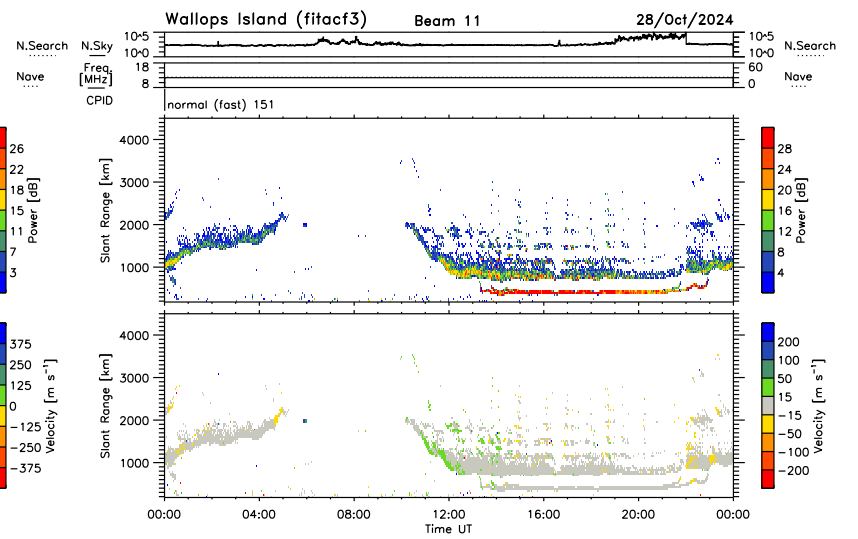 Wallops Island (fitacf3) Beam 11 28/Oct/2024
N.Search N.Sky 10^5 10^0 10^5 10^0 N.Search
Nave Freq. [MHz] 18 8 60 0 Nave
CPID normal (fast) 151
Power [dB] 26 22 18 15 11 7 3
Slant Range [km] 4000 3000 2000 1000
Power [dB] 28 24 20 16 12 8 4
Velocity [m s⁻¹] 375 250 125 0 −125 −250 −375
Slant Range [km] 4000 3000 2000 1000
Velocity [m s⁻¹] 200 100 50 15 −15 −50 −100 −200
00:00 04:00 08:00 12:00 16:00 20:00 00:00
Time UT